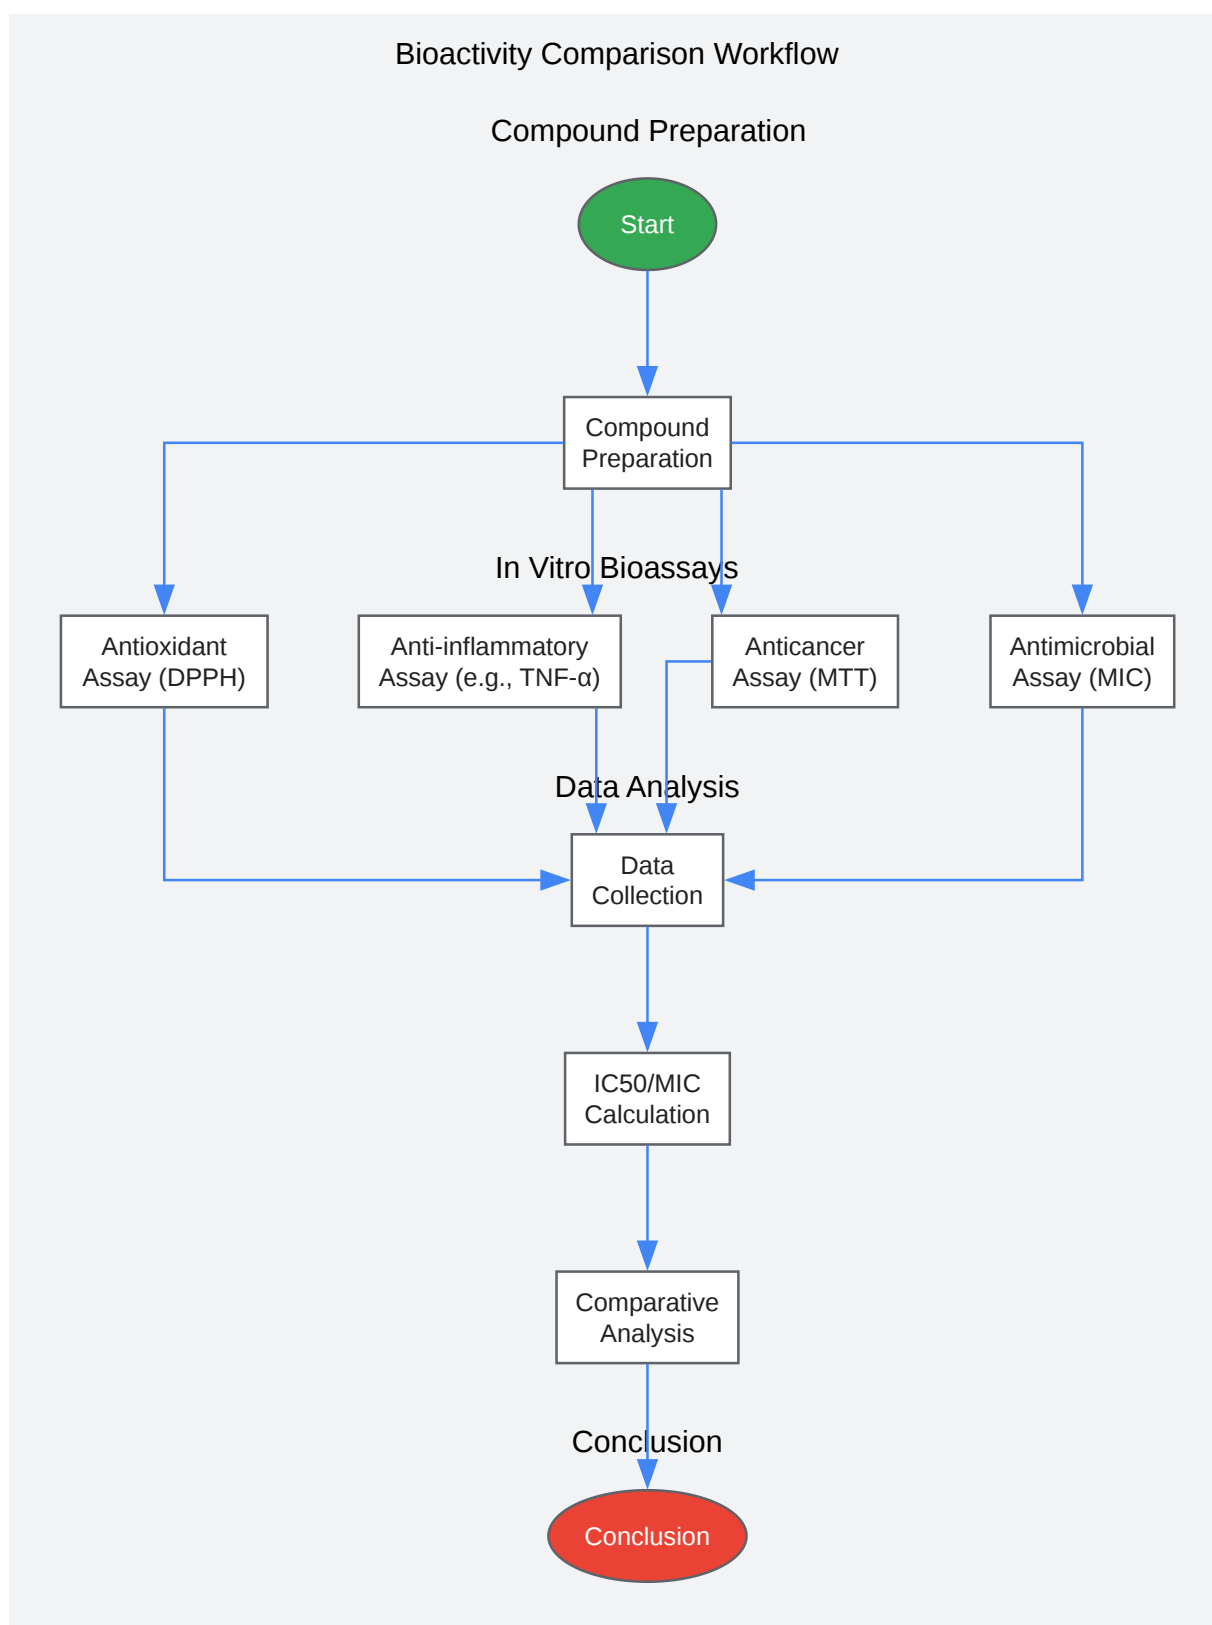 Bioactivity Comparison Workflow
Compound Preparation
Start
Compound
Preparation
In Vitro Bioassays
Antioxidant
Assay (DPPH)
Anti-inflammatory
Assay (e.g., TNF-α)
Anticancer
Assay (MTT)
Antimicrobial
Assay (MIC)
Data Analysis
Data
Collection
IC50/MIC
Calculation
Comparative
Analysis
Conclusion
Conclusion